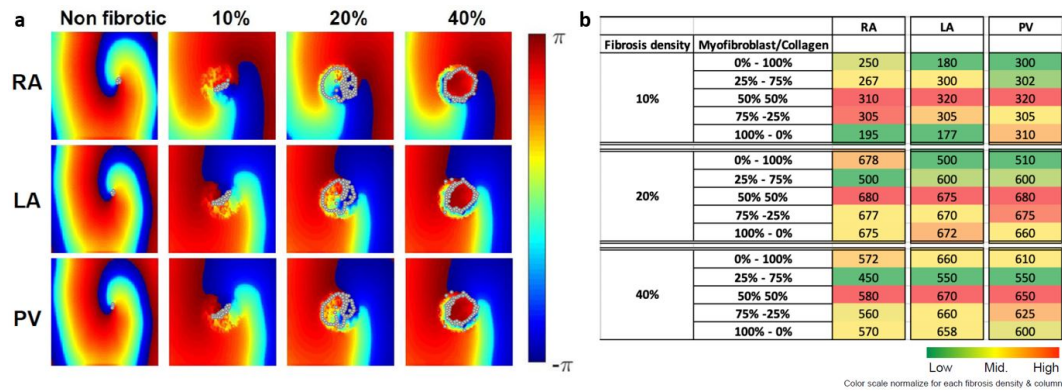 a
Non fibrotic 10% 20% 40%
RA
LA
PV
π
-π
b
RA LA PV
Fibrosis density Myofibroblast/Collagen
10%
0% - 100% 250 180 300
25% - 75% 267 300 302
50% 50% 310 320 320
75% -25% 305 305 305
100% - 0% 195 177 310
20%
0% - 100% 678 500 510
25% - 75% 500 600 600
50% 50% 680 675 680
75% -25% 677 670 675
100% - 0% 675 672 660
40%
0% - 100% 572 660 610
25% - 75% 450 550 550
50% 50% 580 670 650
75% -25% 560 660 625
100% - 0% 570 658 600
Low Mid. High
Color scale normalize for each fibrosis density & column